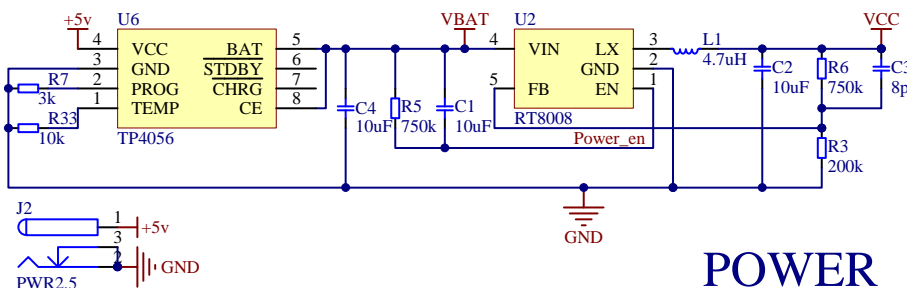 +5v U6 VBAT U2 VCC
4 VCC BAT 5 4 VIN LX 3 L1
3 GND STDBY 6 GND 2 4.7uH
R7 2 PROG CHRG 7 C2 R6 C3
3k 1 TEMP CE 8 5 FB EN 1 10uF 750k 8p
R33 C4 R5 C1
10k TP4056 10uF 750k 10uF RT8008
Power_en R3
200k
J2
1 +5v
3 GND
2 GND
PWR2.5
POWER